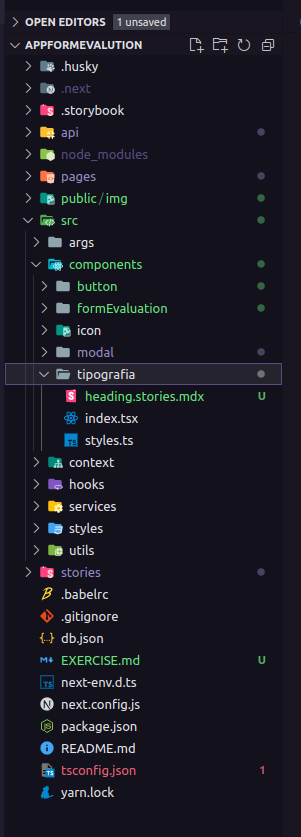 OPEN EDITORS 1 unsaved
APPFORMEVALUTION
.husky
.next
.storybook
api
node_modules
pages
public / img
src
args
components
button
formEvaluation
icon
modal
tipografia
heading.stories.mdx U
index.tsx
TS styles.ts
context
hooks
services
styles
utils
stories
.babelrc
.gitignore
db.json
EXERCISE.md U
TS next-env.d.ts
N next.config.js
package.json
README.md
tsconfig.json 1
yarn.lock